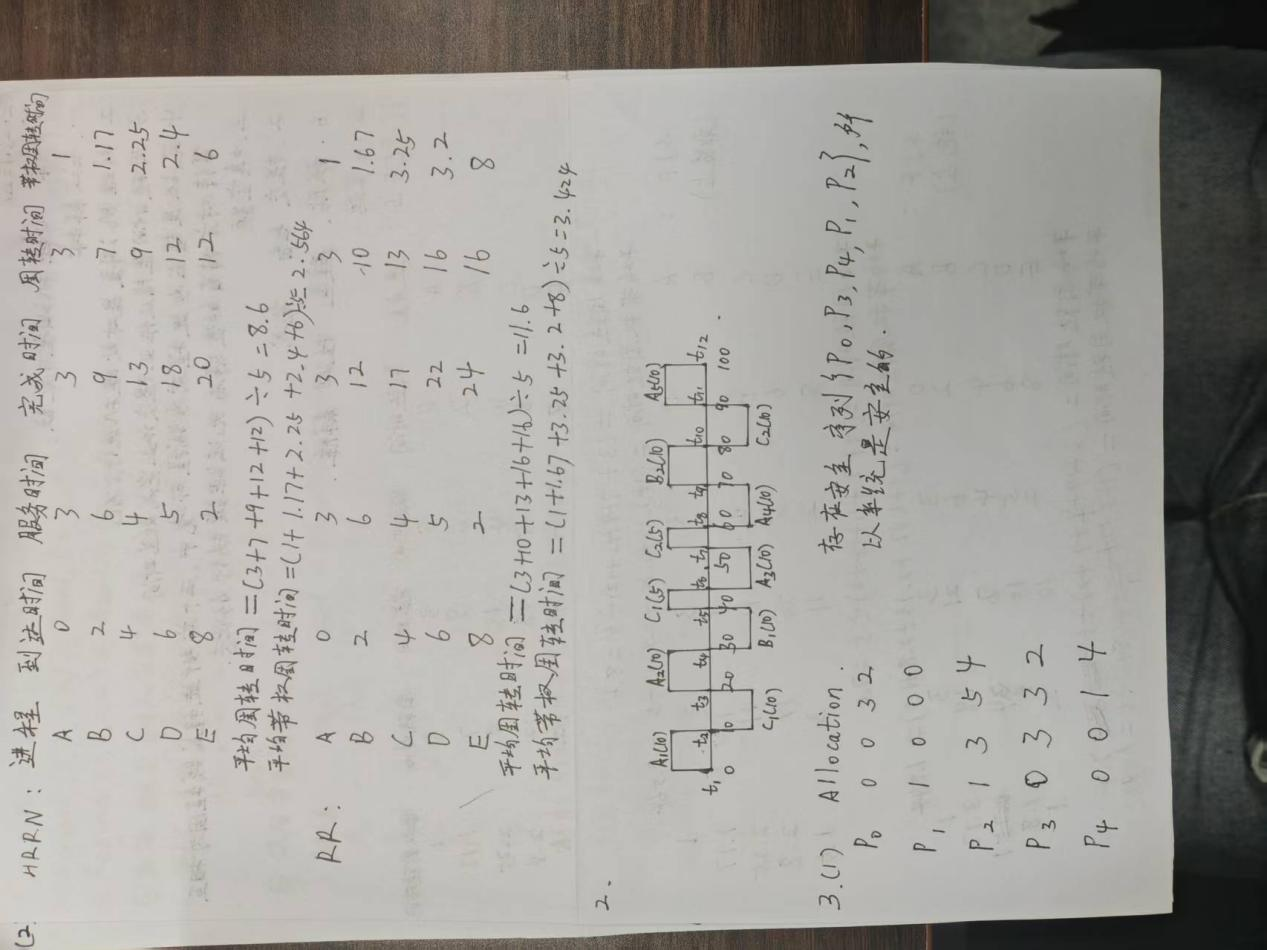 (2) HRRN: 进程 到达时间 服务时间 完成时间 周转时间 带权周转时间
A 0 3 3 3 1
B 2 6 9 7 1.17
C 4 4 13 9 2.25
D 6 5 18 12 2.4
E 8 2 20 12 6
平均周转时间=(3+7+9+12+12)÷5=8.6
平均带权周转时间=(1+1.17+2.25+2.4+6)÷5=2.564
RR: A 0 3 3 3 1
B 2 6 12 10 1.67
C 4 4 17 13 3.25
D 6 5 22 16 3.2
E 8 2 24 16 8
平均周转时间=(3+10+13+16+16)÷5=11.6
平均带权周转时间=(1+1.67+3.25+3.2+8)÷5=3.424
2.
A1(10) A2(10) C1(5) C2(5) B2(10) A5(10)
t1 t2 t3 t4 t5 t6 t7 t8 t9 t10 t11 t12
0 10 20 30 40 50 60 70 80 90 100
C1(10) B1(10) A3(10) A4(10) C2(10)
3.(1) Allocation
P0 0 0 3 2
P1 1 0 0 0
P2 1 3 5 4
P3 0 3 3 2
P4 0 0 1 4
存在安全序列{P0,P3,P4,P1,P2},所
以系统是安全的.